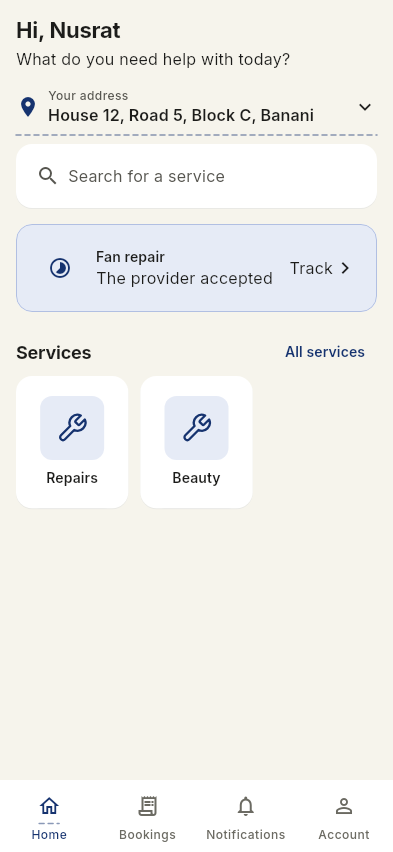 Hi, Nusrat
What do you need help with today?
Your address
House 12, Road 5, Block C, Banani
Search for a service
Fan repair
The provider accepted
Track
Services
All services
Repairs
Beauty
Home
Bookings
Notifications
Account